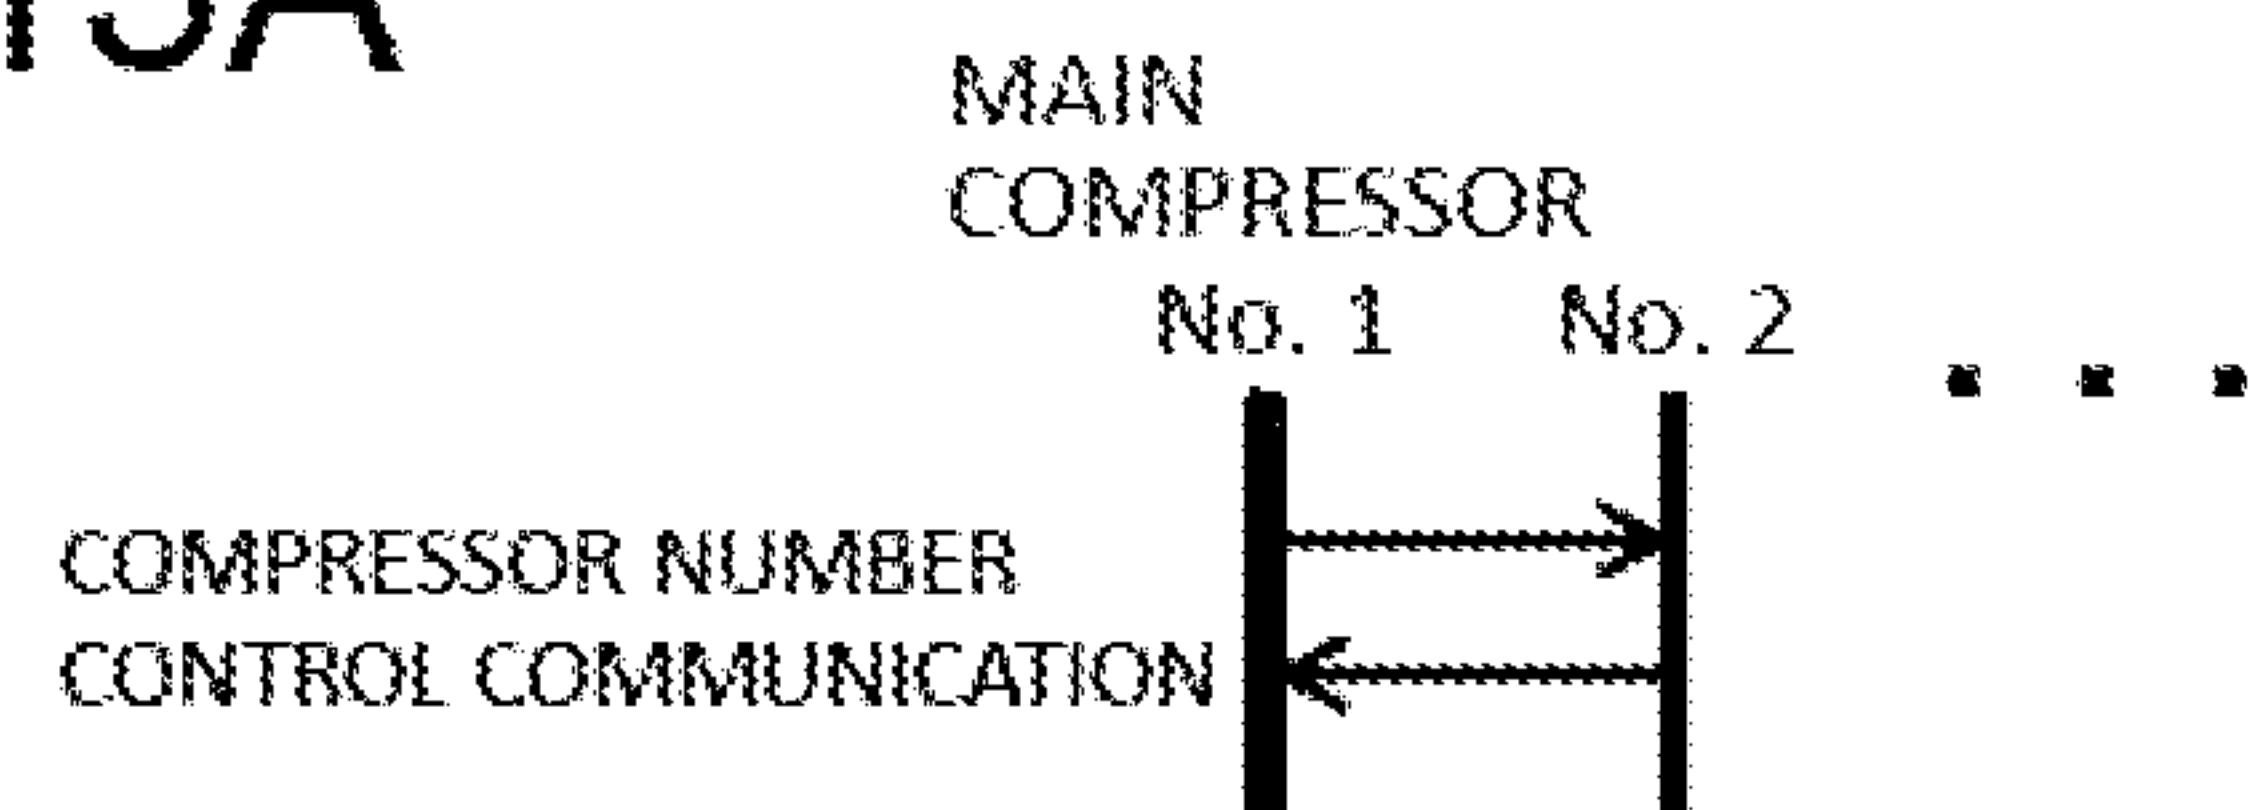 MAIN
COMPRESSOR
No. 1 No. 2 . . .
COMPRESSOR NUMBER
CONTROL COMMUNICATION